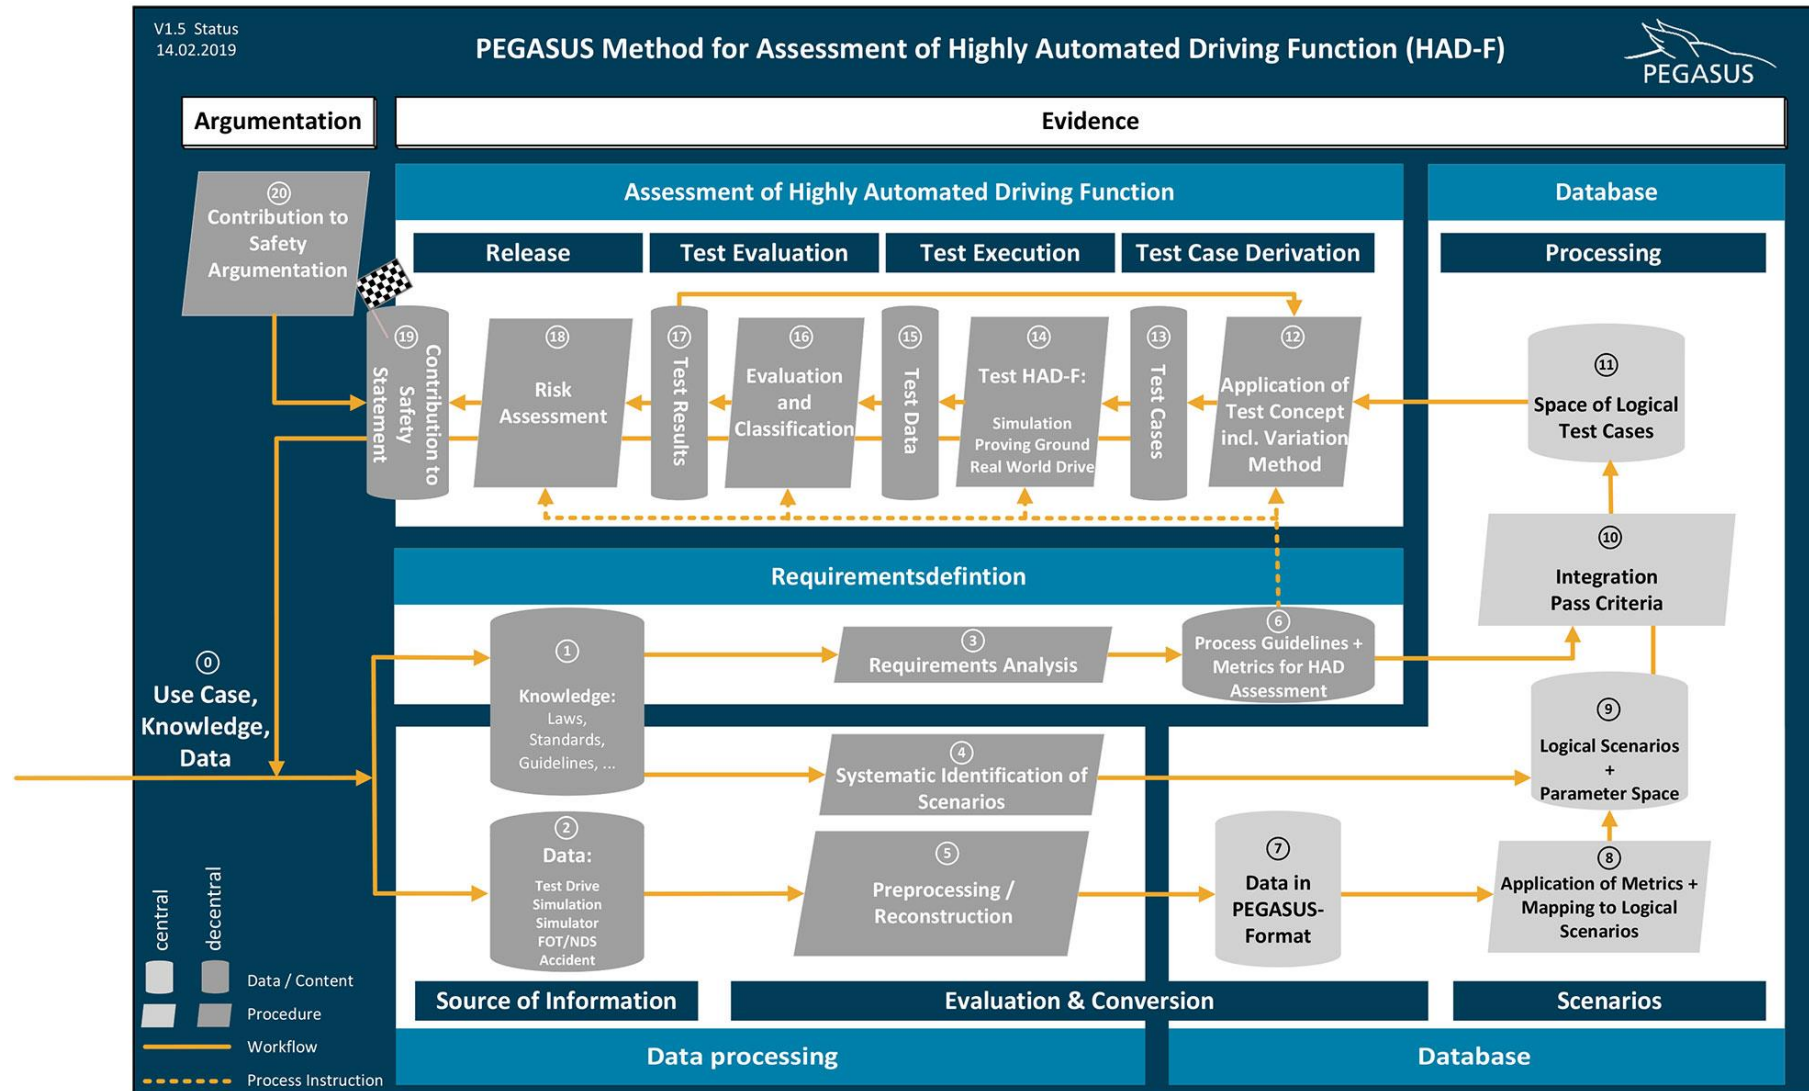 V1.5 Status
14.02.2019
PEGASUS Method for Assessment of Highly Automated Driving Function (HAD-F)
PEGASUS
Argumentation
Evidence
20
Contribution to
Safety
Argumentation
Assessment of Highly Automated Driving Function
Release
Test Evaluation
Test Execution
Test Case Derivation
19
Contribution to
Safety
Statement
18
Risk
Assessment
17
Test Results
16
Evaluation
and
Classification
15
Test Data
14
Test HAD-F:
Simulation
Proving Ground
Real World Drive
13
Test Cases
12
Application of
Test Concept
incl. Variation
Method
Database
Processing
11
Space of Logical
Test Cases
10
Integration
Pass Criteria
Requirementsdefintion
0
Use Case,
Knowledge,
Data
1
Knowledge:
Laws,
Standards,
Guidelines, ...
3
Requirements Analysis
6
Process Guidelines +
Metrics for HAD
Assessment
4
Systematic Identification of
Scenarios
9
Logical Scenarios
+
Parameter Space
2
Data:
Test Drive
Simulation
Simulator
FOT/NDS
Accident
5
Preprocessing /
Reconstruction
7
Data in
PEGASUS-
Format
8
Application of Metrics +
Mapping to Logical
Scenarios
central
decentral
Data / Content
Procedure
Workflow
Process Instruction
Source of Information
Evaluation & Conversion
Scenarios
Data processing
Database